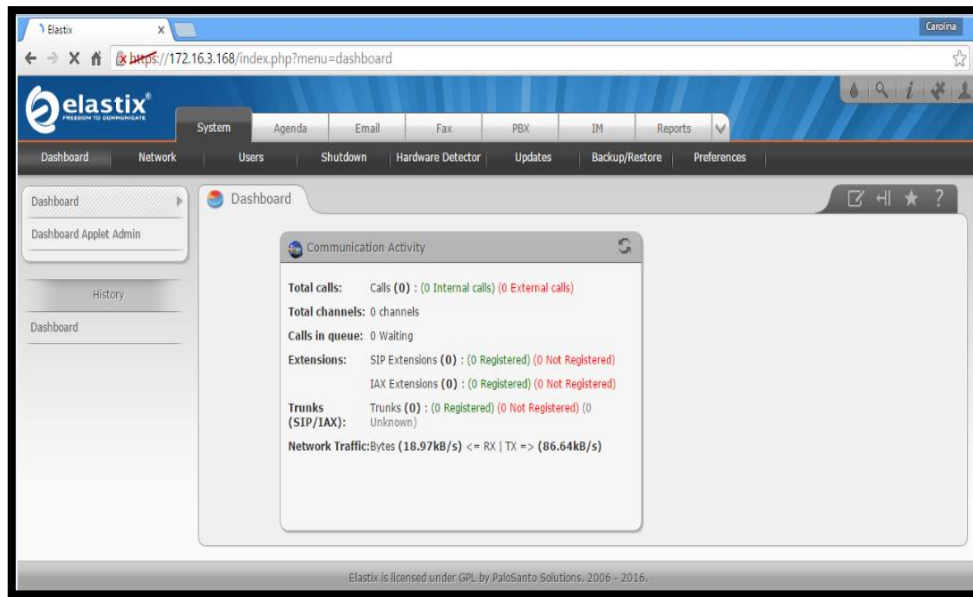 Elastix
Carolina
https://172.16.3.168/index.php?menu=dashboard
elastix®
FREEDOM TO COMMUNICATE
System Agenda Email Fax PBX IM Reports
Dashboard Network Users Shutdown Hardware Detector Updates Backup/Restore Preferences
Dashboard
Dashboard Applet Admin
History
Dashboard
Dashboard
Communication Activity
Total calls: Calls (0) : (0 Internal calls) (0 External calls)
Total channels: 0 channels
Calls in queue: 0 Waiting
Extensions: SIP Extensions (0) : (0 Registered) (0 Not Registered)
IAX Extensions (0) : (0 Registered) (0 Not Registered)
Trunks (SIP/IAX): Trunks (0) : (0 Registered) (0 Not Registered) (0 Unknown)
Network Traffic:Bytes (18.97kB/s) <= RX | TX => (86.64kB/s)
Elastix is licensed under GPL by PaloSanto Solutions. 2006 - 2016.